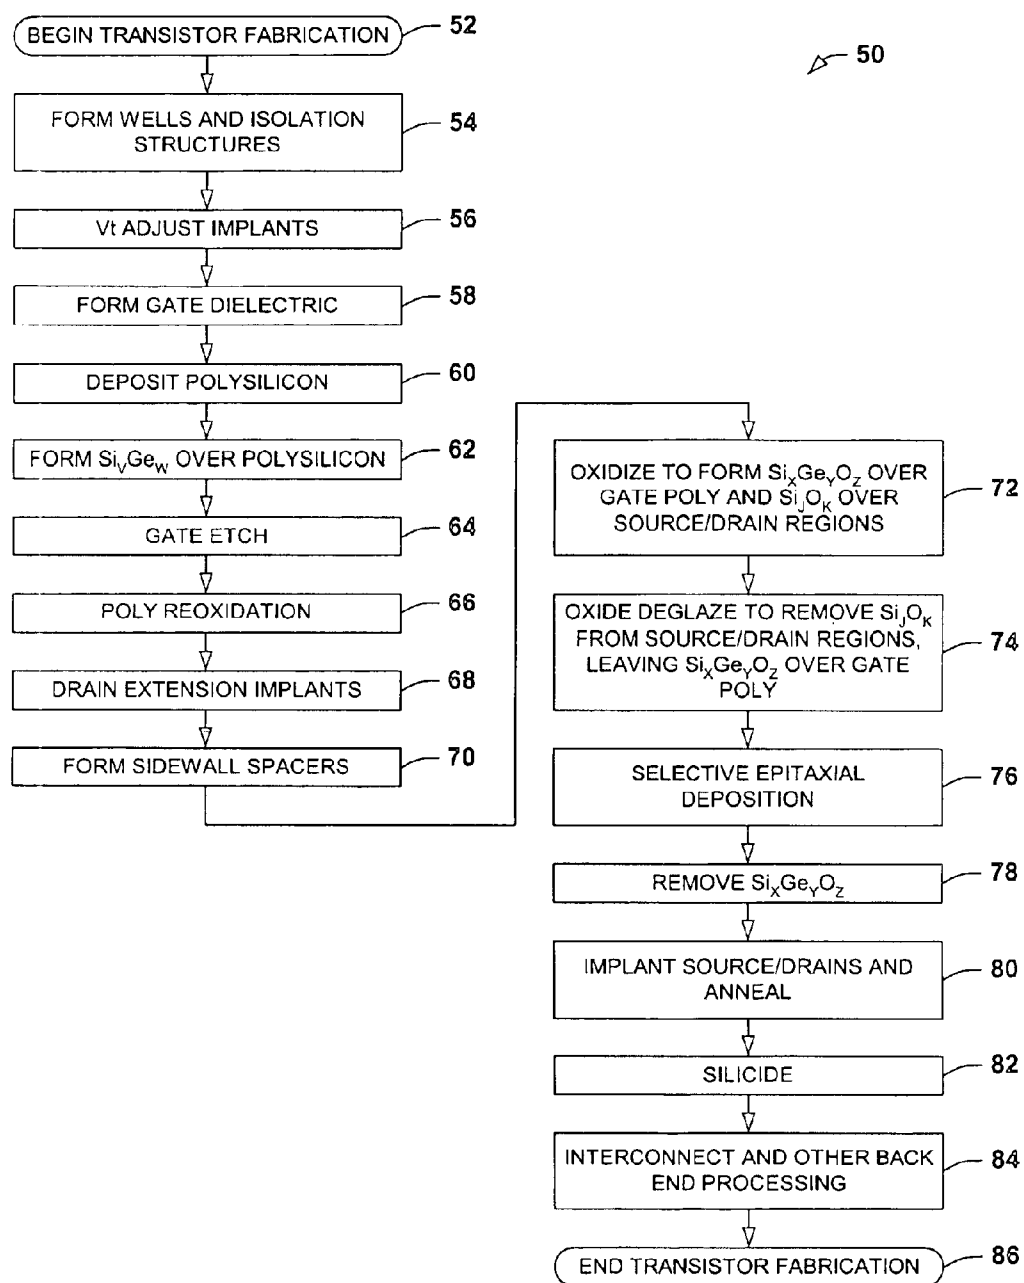 BEGIN TRANSISTOR FABRICATION 52
50
FORM WELLS AND ISOLATION
STRUCTURES
54
Vt ADJUST IMPLANTS 56
FORM GATE DIELECTRIC 58
DEPOSIT POLYSILICON 60
FORM SiVGeW OVER POLYSILICON 62
GATE ETCH 64
POLY REOXIDATION 66
DRAIN EXTENSION IMPLANTS 68
FORM SIDEWALL SPACERS 70
OXIDIZE TO FORM SiXGeYOZ OVER
GATE POLY AND SiJOK OVER
SOURCE/DRAIN REGIONS
72
OXIDE DEGLAZE TO REMOVE SiJOK
FROM SOURCE/DRAIN REGIONS,
LEAVING SiXGeYOZ OVER GATE
POLY
74
SELECTIVE EPITAXIAL
DEPOSITION
76
REMOVE SiXGeYOZ 78
IMPLANT SOURCE/DRAINS AND
ANNEAL
80
SILICIDE 82
INTERCONNECT AND OTHER BACK
END PROCESSING
84
END TRANSISTOR FABRICATION 86